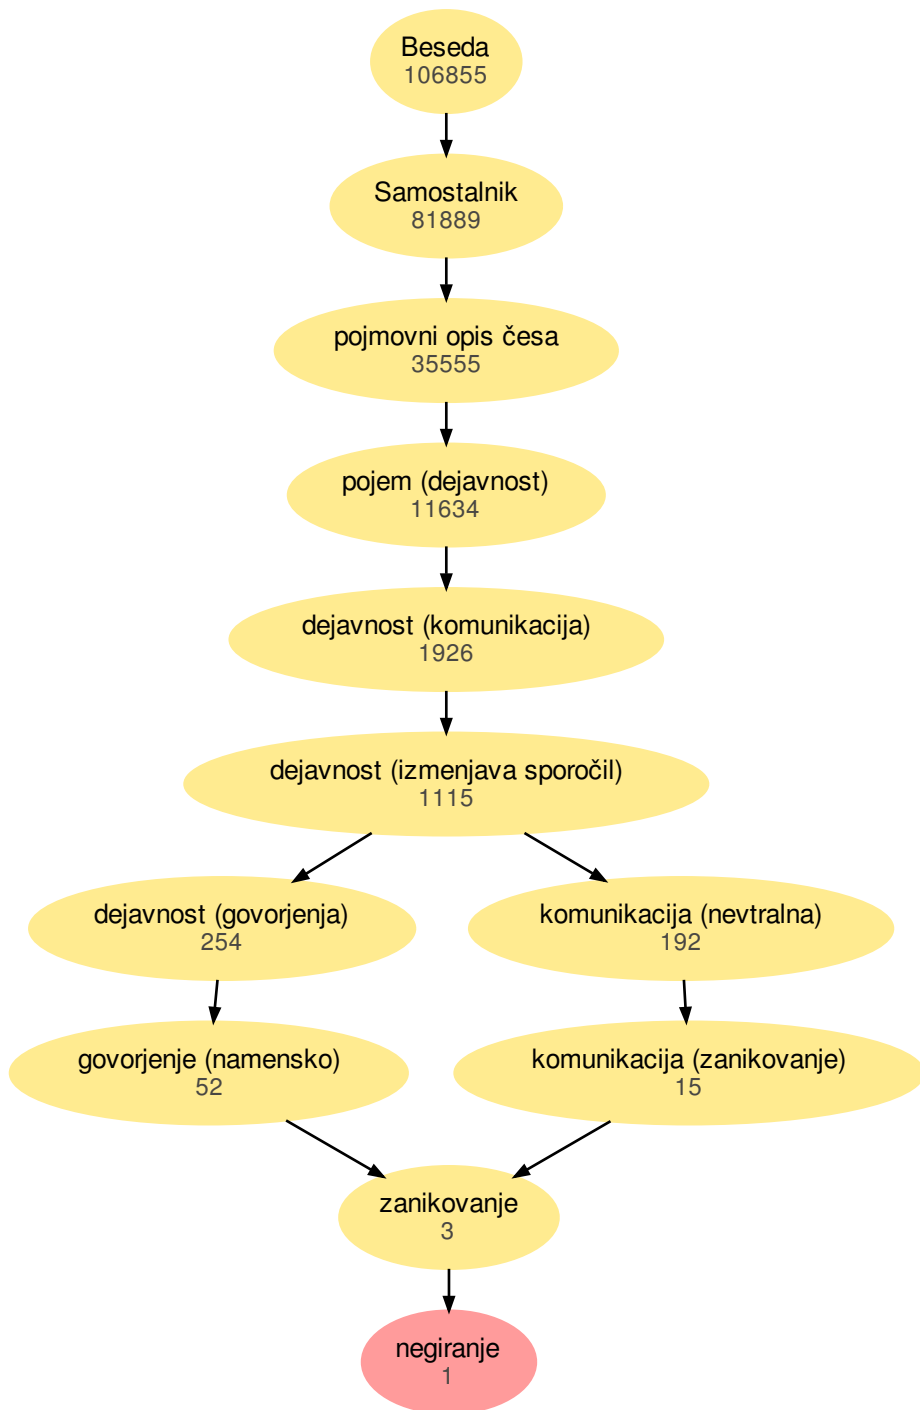 Beseda
106855
Samostalnik
81889
pojmovni opis česa
35555
pojem (dejavnost)
11634
dejavnost (komunikacija)
1926
dejavnost (izmenjava sporočil)
1115
dejavnost (govorjenja)
254
komunikacija (nevtralna)
192
govorjenje (namensko)
52
komunikacija (zanikovanje)
15
zanikovanje
3
negiranje
1